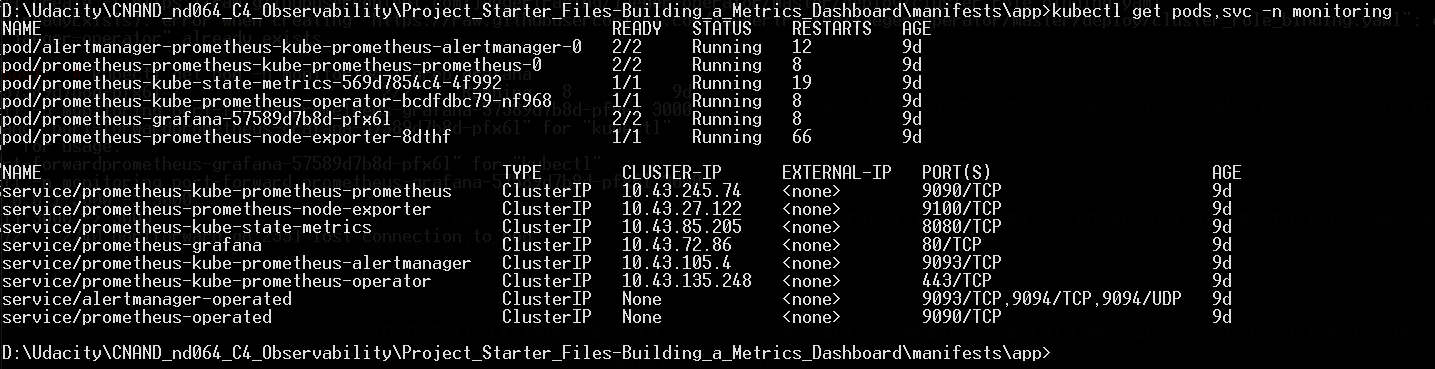 D:\Udacity\CNAND_nd064_C4_Observability\Project_Starter_Files-Building_a_Metrics_Dashboard\manifests\app>kubectl get pods,svc -n monitoring
NAME READY STATUS RESTARTS AGE
pod/alertmanager-prometheus-kube-prometheus-alertmanager-0 2/2 Running 12 9d
pod/prometheus-prometheus-kube-prometheus-prometheus-0 2/2 Running 8 9d
pod/prometheus-kube-state-metrics-569d7854c4-4f992 1/1 Running 19 9d
pod/prometheus-kube-prometheus-operator-bcdfdbc79-nf968 1/1 Running 8 9d
pod/prometheus-grafana-57589d7b8d-pfx6l 2/2 Running 8 9d
pod/prometheus-prometheus-node-exporter-8dthf 1/1 Running 66 9d
NAME TYPE CLUSTER-IP EXTERNAL-IP PORT(S) AGE
service/prometheus-kube-prometheus-prometheus ClusterIP 10.43.245.74 <none> 9090/TCP 9d
service/prometheus-prometheus-node-exporter ClusterIP 10.43.27.122 <none> 9100/TCP 9d
service/prometheus-kube-state-metrics ClusterIP 10.43.85.205 <none> 8080/TCP 9d
service/prometheus-grafana ClusterIP 10.43.72.86 <none> 80/TCP 9d
service/prometheus-kube-prometheus-alertmanager ClusterIP 10.43.105.4 <none> 9093/TCP 9d
service/prometheus-kube-prometheus-operator ClusterIP 10.43.135.248 <none> 443/TCP 9d
service/alertmanager-operated ClusterIP None <none> 9093/TCP,9094/TCP,9094/UDP 9d
service/prometheus-operated ClusterIP None <none> 9090/TCP 9d
D:\Udacity\CNAND_nd064_C4_Observability\Project_Starter_Files-Building_a_Metrics_Dashboard\manifests\app>